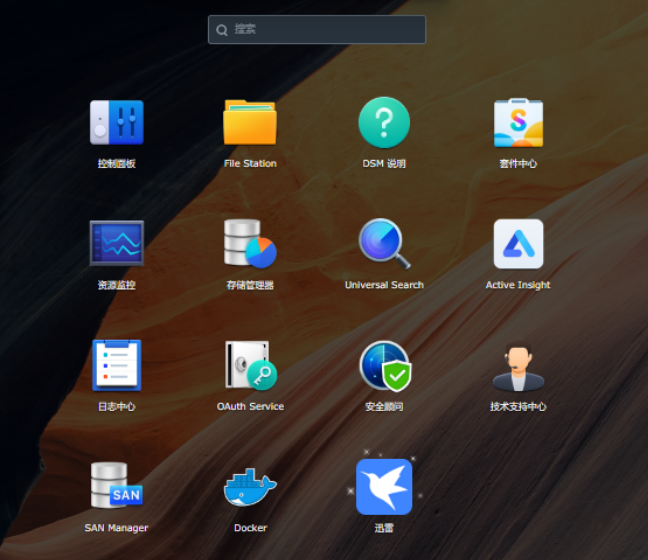 搜索
控制面板
File Station
DSM 说明
套件中心
资源监控
存储管理器
Universal Search
Active Insight
日志中心
OAuth Service
安全顾问
技术支持中心
SAN
SAN Manager
Docker
迅雷